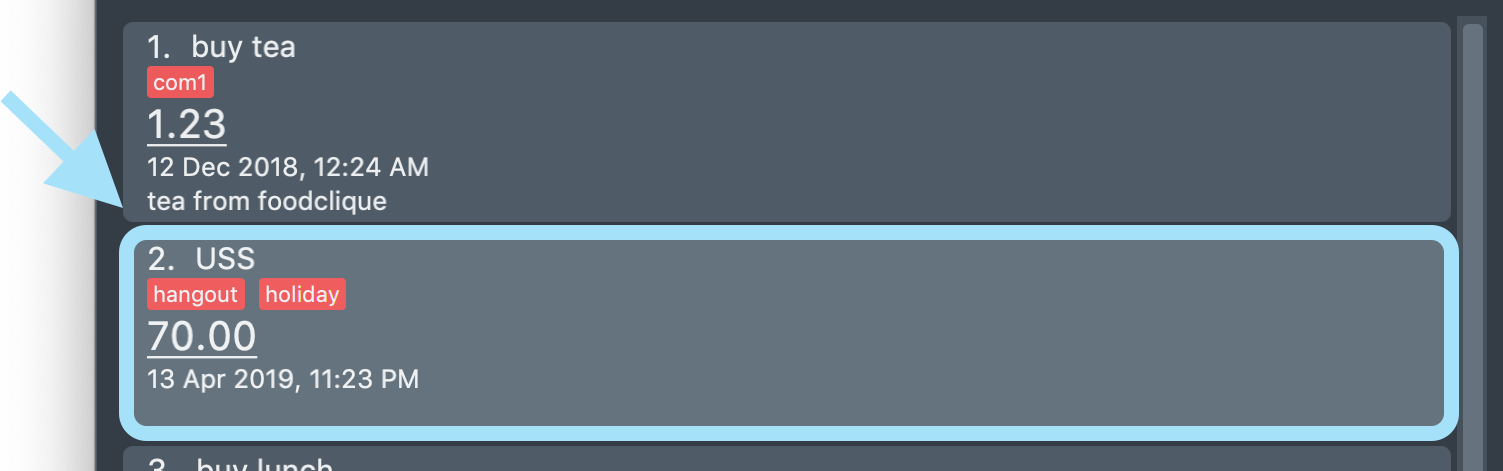 1. buy tea
com1
1.23
12 Dec 2018, 12:24 AM
tea from foodclique
2. USS
hangout holiday
70.00
13 Apr 2019, 11:23 PM
3. buy lunch